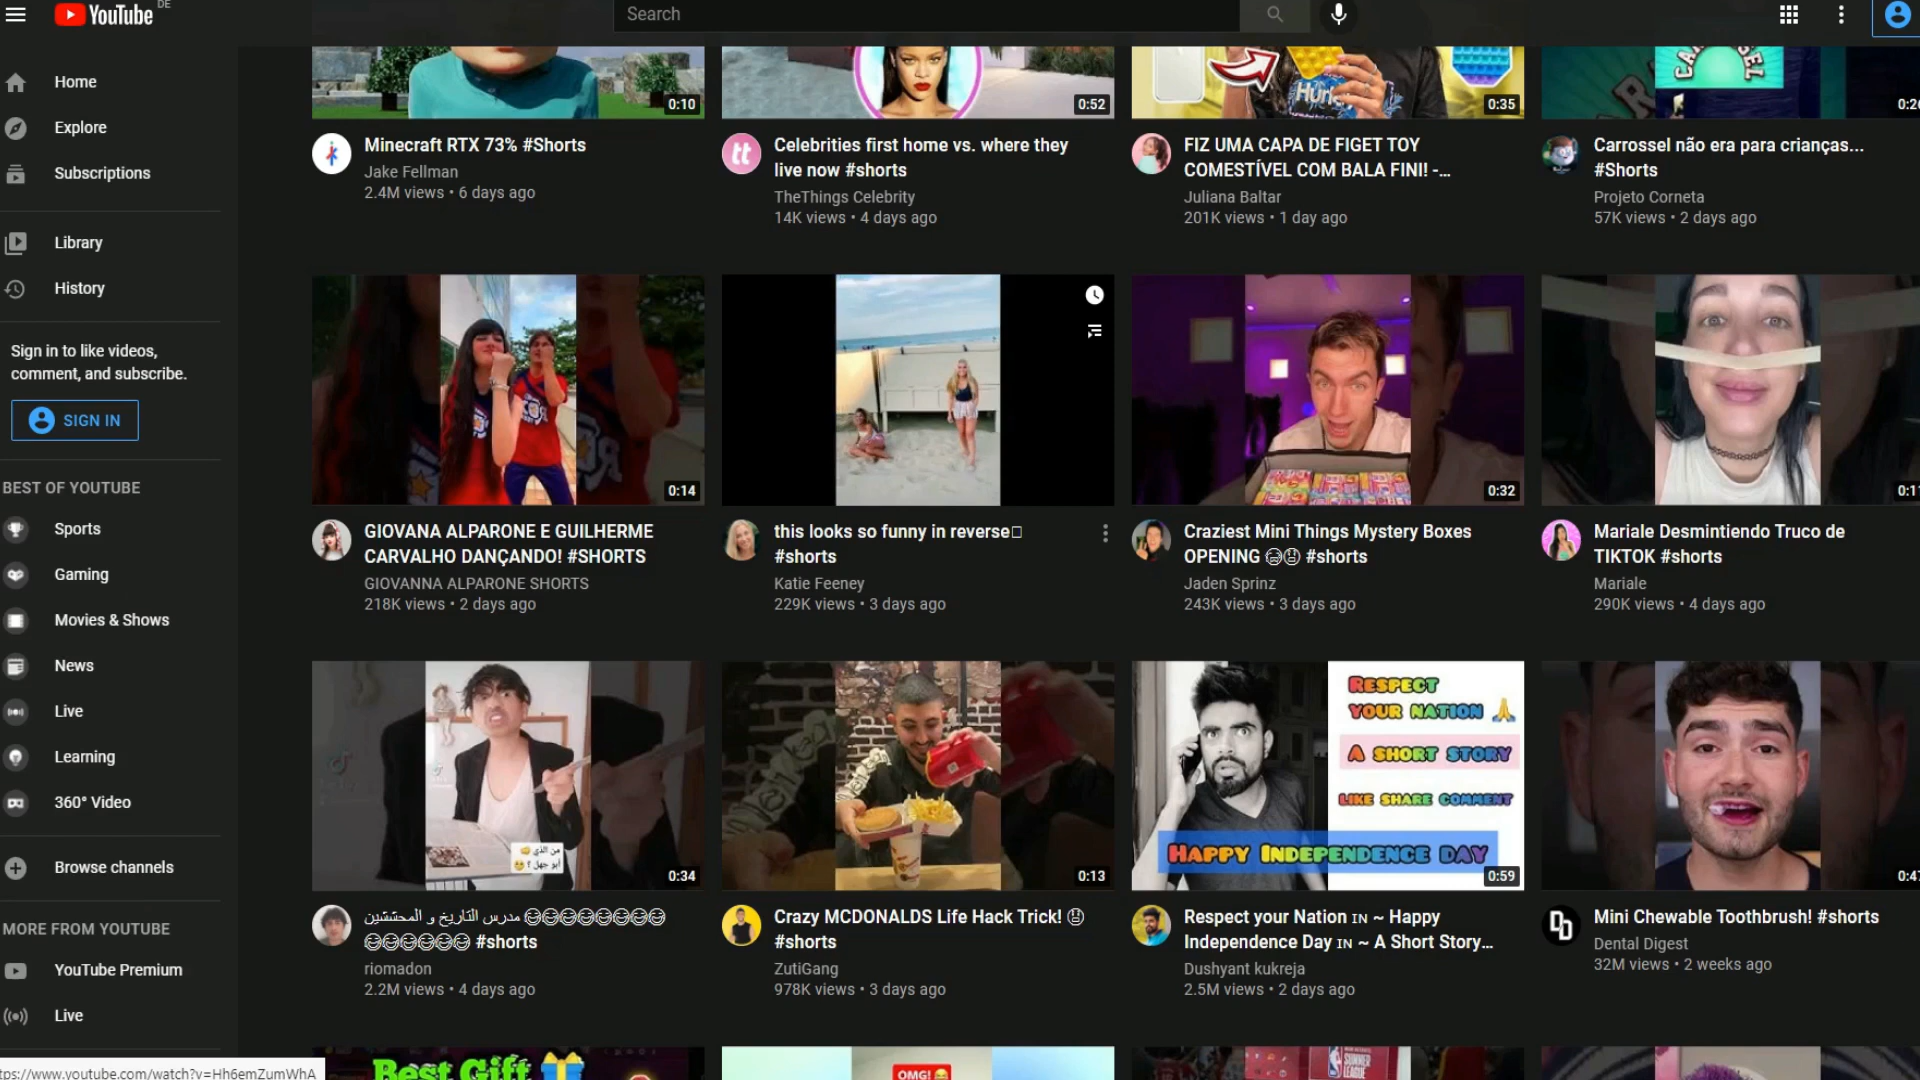 YouTube DE
Search
Home
Explore
Subscriptions
Library
History
Sign in to like videos,
comment, and subscribe.
SIGN IN
BEST OF YOUTUBE
Sports
Gaming
Movies & Shows
News
Live
Learning
360° Video
Browse channels
MORE FROM YOUTUBE
YouTube Premium
Live
0:10
Minecraft RTX 73% #Shorts
Jake Fellman
2.4M views • 6 days ago
0:52
tt
Celebrities first home vs. where they
live now #shorts
TheThings Celebrity
14K views • 4 days ago
Hurley
0:35
FIZ UMA CAPA DE FIGET TOY
COMESTÍVEL COM BALA FINI! -...
Juliana Baltar
201K views • 1 day ago
Carrossel não era para crianças...
#Shorts
Projeto Corneta
57K views • 2 days ago
0:14
GIOVANA ALPARONE E GUILHERME
CARVALHO DANÇANDO! #SHORTS
GIOVANNA ALPARONE SHORTS
218K views • 2 days ago
this looks so funny in reverse
#shorts
Katie Feeney
229K views • 3 days ago
0:32
Craziest Mini Things Mystery Boxes
OPENING 😂😨 #shorts
Jaden Sprinz
243K views • 3 days ago
Mariale Desmintiendo Truco de
TIKTOK #shorts
Mariale
290K views • 4 days ago
من الذي
أبو جهل ؟
0:34
مدرس التاريخ و المحششين 😂😂😂😂😂😂😂😂
😂😂😂😂😂😂 #shorts
riomadon
2.2M views • 4 days ago
0:13
Crazy MCDONALDS Life Hack Trick! 😨
#shorts
ZutiGang
978K views • 3 days ago
RESPECT
YOUR NATION 🙏
A SHORT STORY
LIKE SHARE COMMENT
HAPPY INDEPENDENCE DAY
0:59
Respect your Nation ɪɴ ~ Happy
Independence Day ɪɴ ~ A Short Story...
Dushyant kukreja
2.5M views • 2 days ago
Mini Chewable Toothbrush! #shorts
Dental Digest
32M views • 2 weeks ago
Best Gift
OMG! 😂
SUMMER
LEAGUE
tps://www.youtube.com/watch?v=Hh6emZumWhA